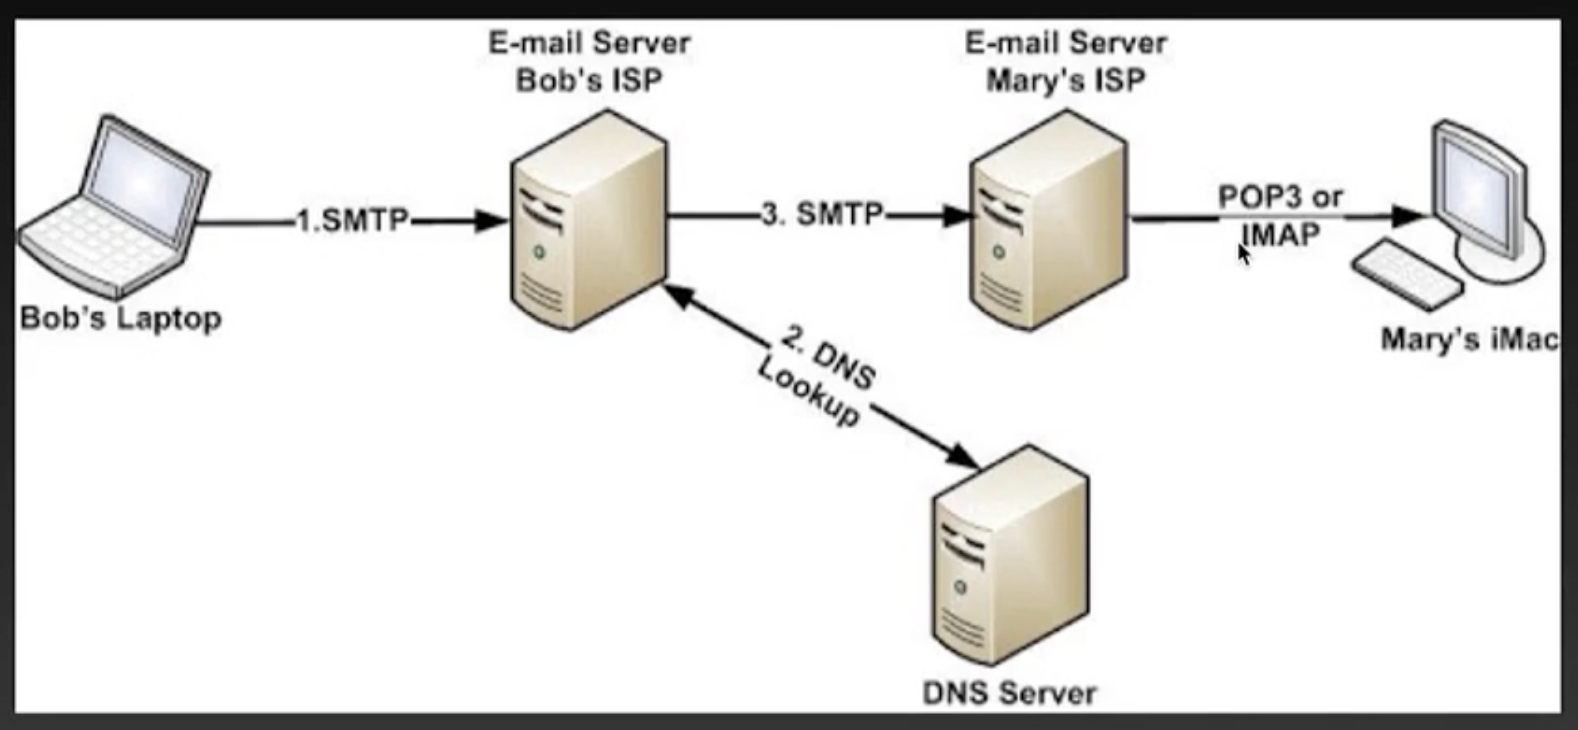 E-mail Server
Bob's ISP
E-mail Server
Mary's ISP
1.SMTP
3. SMTP
POP3 or
IMAP
Bob's Laptop
Mary's iMac
2. DNS
Lookup
DNS Server